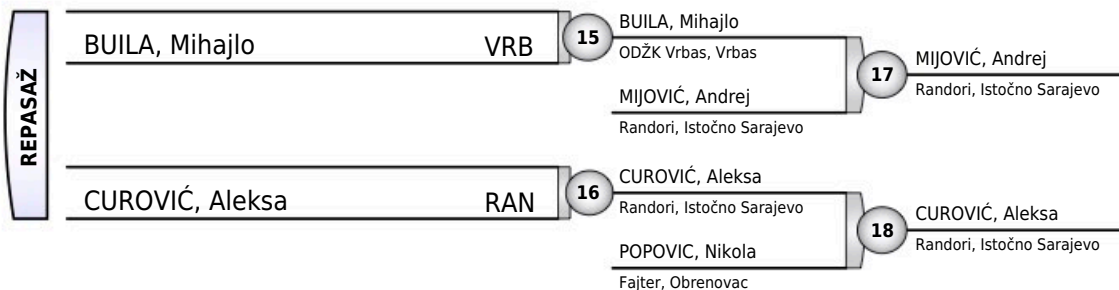 REPASAŽ
BUILA, Mihajlo VRB
15
BUILA, Mihajlo
ODŽK Vrbas, Vrbas
MIJOVIĆ, Andrej
Randori, Istočno Sarajevo
17
MIJOVIĆ, Andrej
Randori, Istočno Sarajevo
CUROVIĆ, Aleksa RAN
16
CUROVIĆ, Aleksa
Randori, Istočno Sarajevo
POPOVIC, Nikola
Fajter, Obrenovac
18
CUROVIĆ, Aleksa
Randori, Istočno Sarajevo